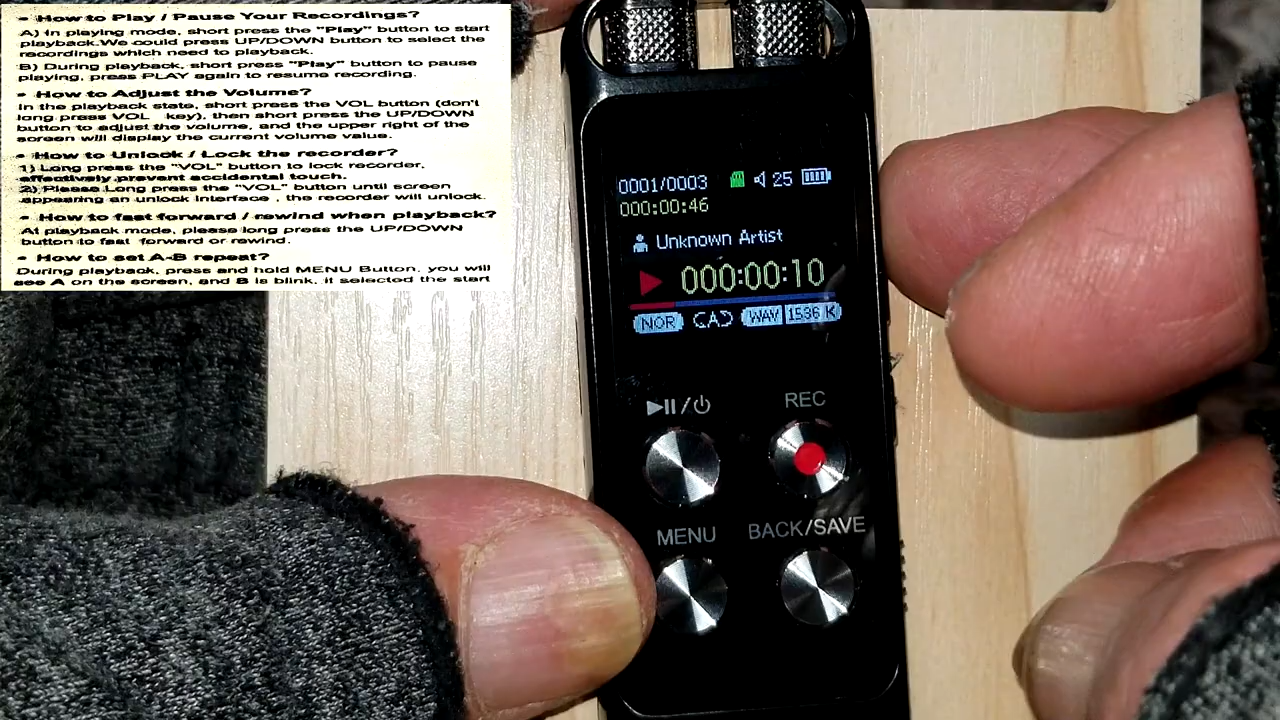 • How to Play / Pause Your Recordings?
A) In playing mode, short press the "Play" button to start
playback.We could press UP/DOWN button to select the
recordings which need to playback.
B) During playback, short press "Play" button to pause
playing, press PLAY again to resume recording.
• How to Adjust the Volume?
In the playback state, short press the VOL button (don't
long press VOL key), then short press the UP/DOWN
button to adjust the volume, and the upper right of the
screen will display the current volume value.
• How to Unlock / Lock the recorder?
1) Long press the "VOL" button to lock recorder,
effectively prevent accidental touch.
2) Please Long press the "VOL" button until screen
appearing an unlock interface , the recorder will unlock.
• How to fast forward / rewind when playback?
At playback mode, please long press the UP/DOWN
button to fast forward or rewind.
• How to set A-B repeat?
During playback, press and hold MENU Button, you will
see A on the screen, and B is blink, it selected the start
0001/0003 25
000:00:46
Unknown Artist
000:00:10
NOR A WAV 1536 K
REC
MENU BACK/SAVE